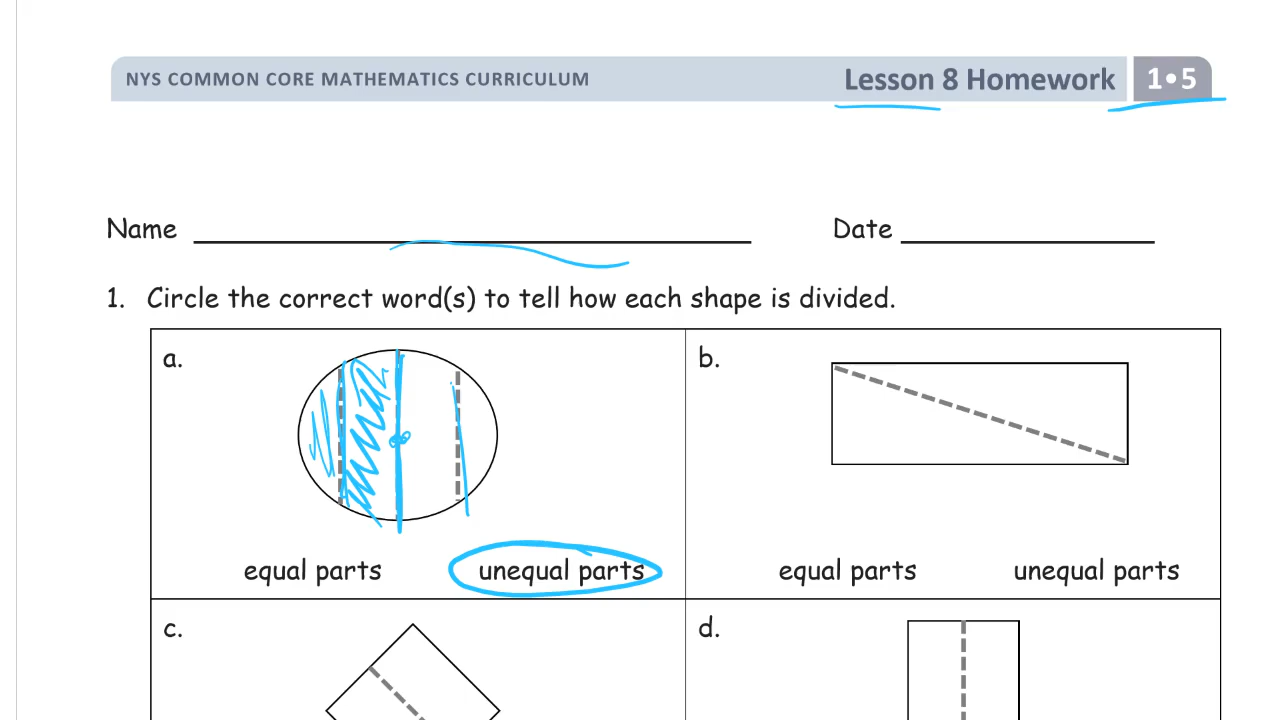 NYS COMMON CORE MATHEMATICS CURRICULUM
Lesson 8 Homework 1•5
Name Date
1. Circle the correct word(s) to tell how each shape is divided.
a.
equal parts unequal parts
b.
equal parts unequal parts
c.
d.